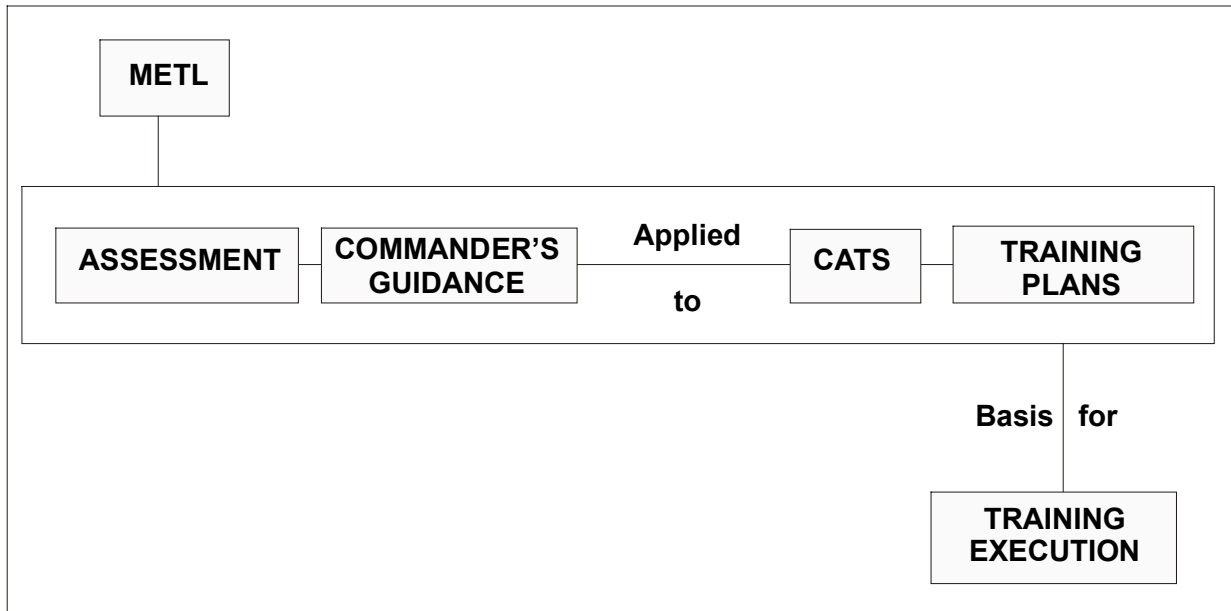 METL
ASSESSMENT
COMMANDER’S
GUIDANCE
Applied
to
CATS
TRAINING
PLANS
Basis for
TRAINING
EXECUTION